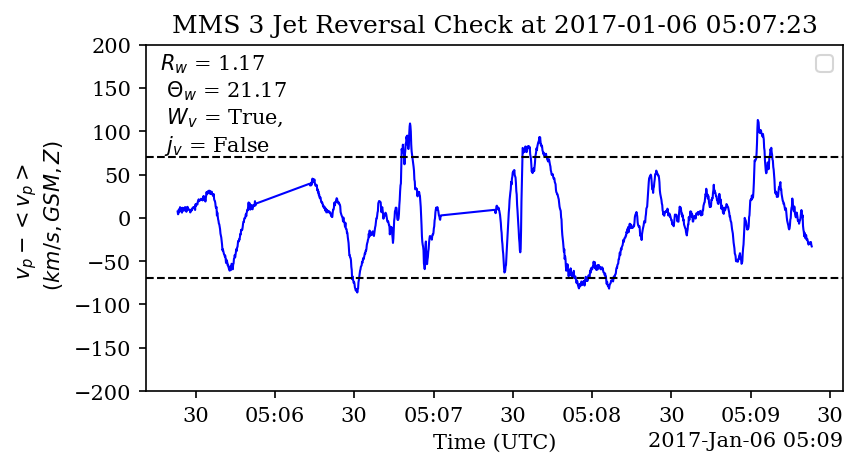 MMS 3 Jet Reversal Check at 2017-01-06 05:07:23
R_w = 1.17
Θ_w = 21.17
W_v = True,
j_v = False
v_p − < v_p >
(km/s, GSM, Z)
200
150
100
50
0
−50
−100
−150
−200
30 05:06 30 05:07 30 05:08 30 05:09 30
Time (UTC)
2017-Jan-06 05:09